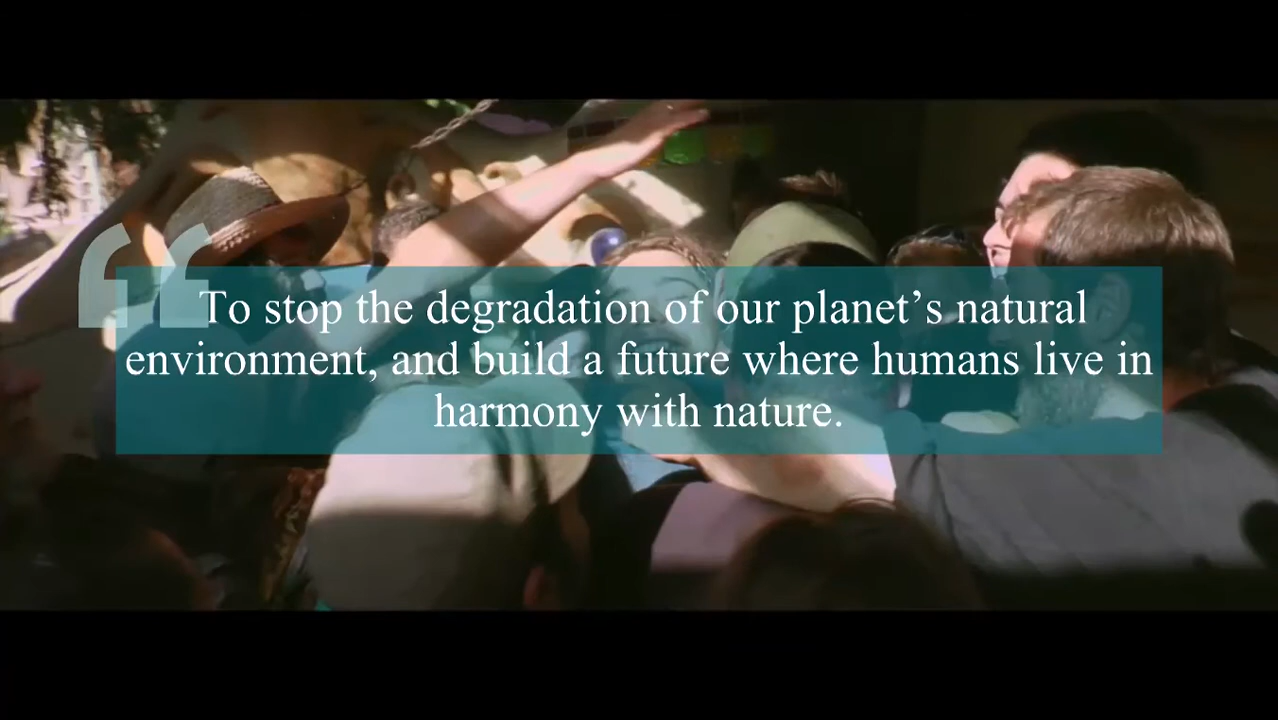 “
To stop the degradation of our planet’s natural
environment, and build a future where humans live in
harmony with nature.